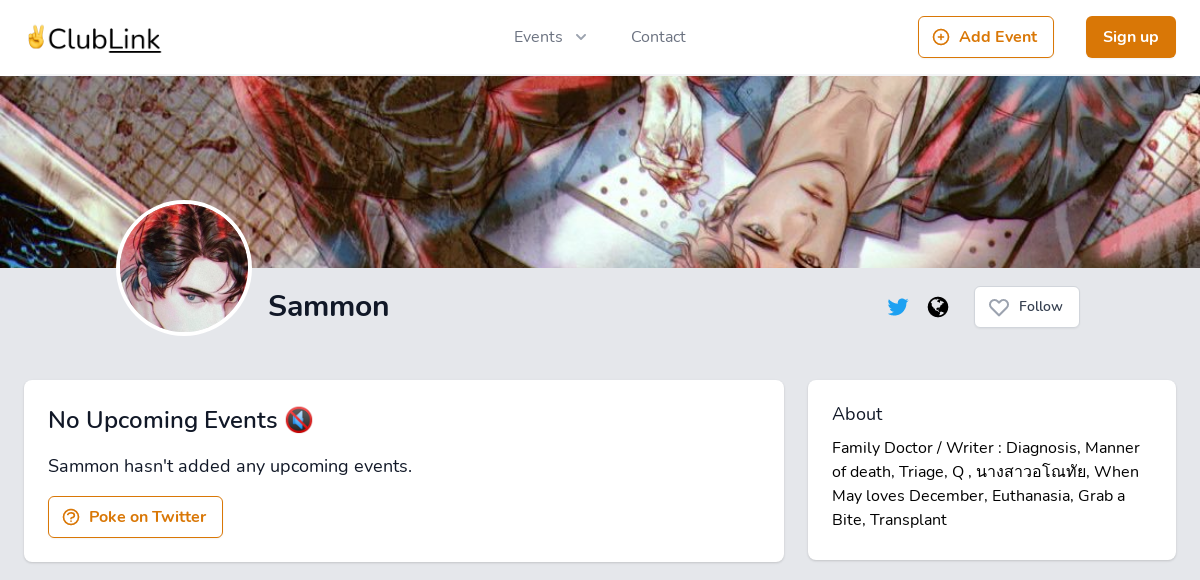 ✌️ClubLink
Events
Contact
Add Event
Sign up
Sammon
Follow
No Upcoming Events 🔇
Sammon hasn't added any upcoming events.
Poke on Twitter
About
Family Doctor / Writer : Diagnosis, Manner
of death, Triage, Q , นางสาวอโณทัย, When
May loves December, Euthanasia, Grab a
Bite, Transplant